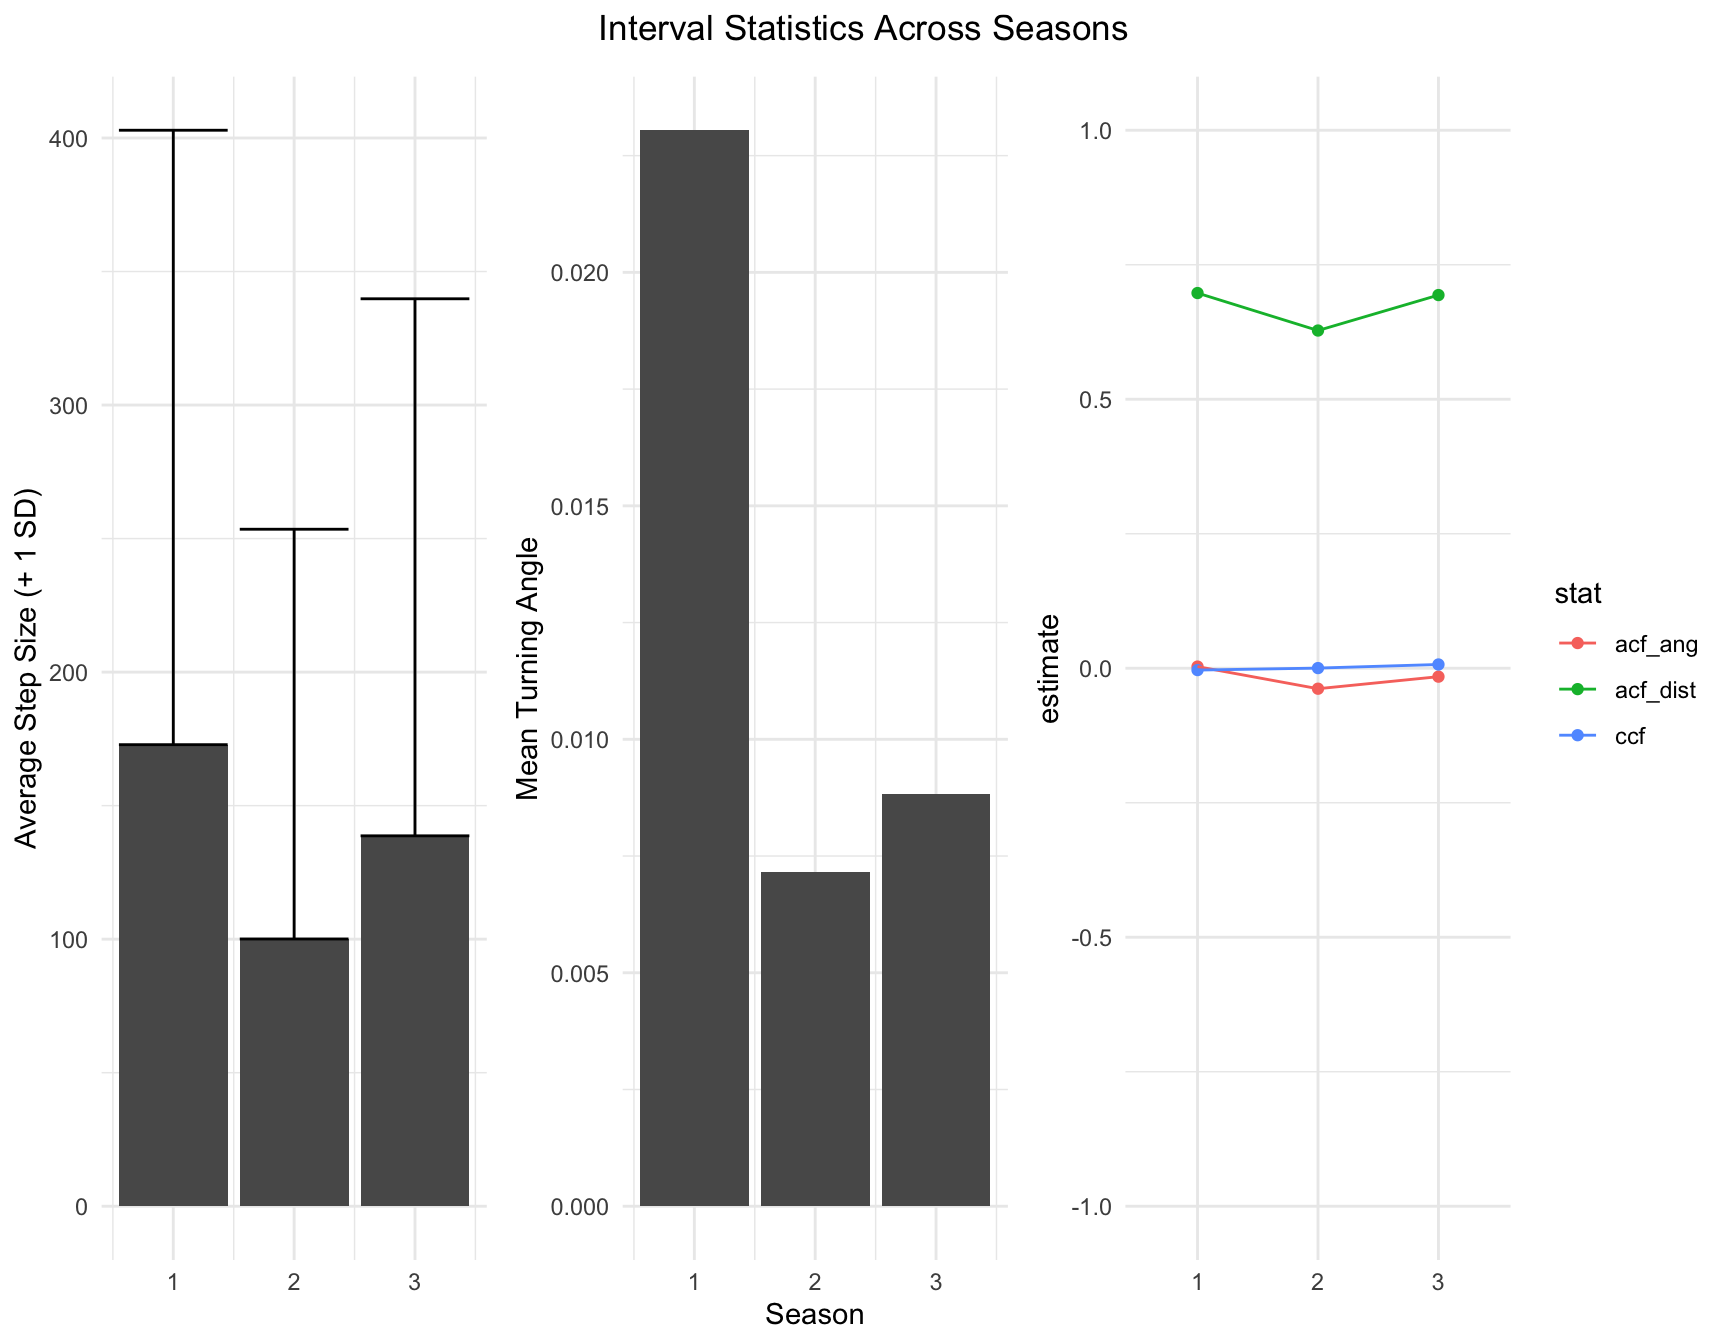 Interval Statistics Across Seasons
Average Step Size (+ 1 SD)
400
300
200
100
0
1 2 3
Mean Turning Angle
0.020
0.015
0.010
0.005
0.000
1 2 3
Season
estimate
1.0
0.5
0.0
-0.5
-1.0
1 2 3
stat
acf_ang
acf_dist
ccf